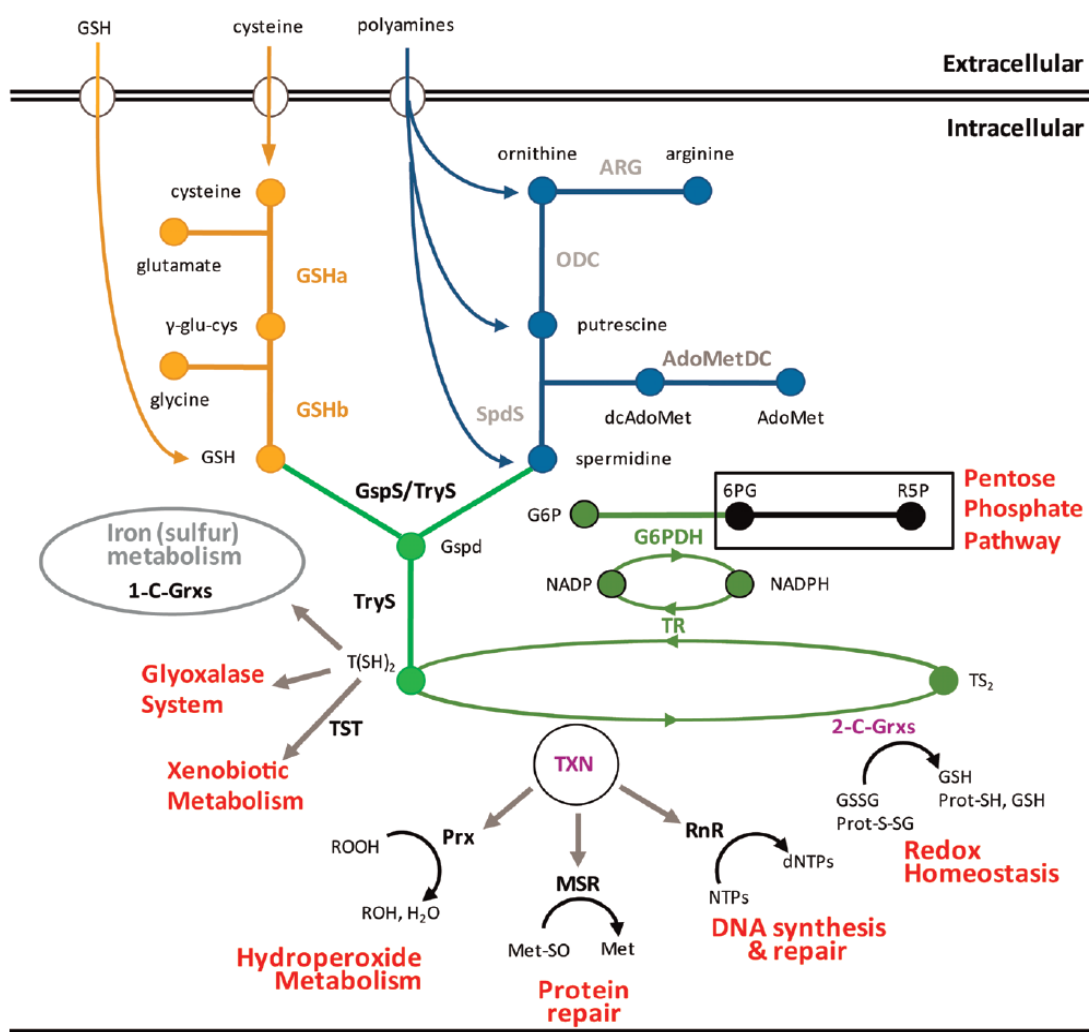 GSH
cysteine
polyamines
Extracellular
Intracellular
ornithine
ARG
arginine
cysteine
glutamate
GSHa
ODC
γ-glu-cys
putrescine
AdoMetDC
glycine
GSHb
SpdS
dcAdoMet
AdoMet
GSH
spermidine
GspS/TryS
Pentose
Phosphate
Pathway
6PG
R5P
G6P
G6PDH
Iron (sulfur)
metabolism
1-C-Grxs
Gspd
NADP
NADPH
TryS
TR
T(SH)₂
TS₂
Glyoxalase
System
TST
Xenobiotic
Metabolism
2-C-Grxs
TXN
GSH
GSSG
Prot-SH, GSH
Prot-S-SG
Prx
RnR
ROOH
dNTPs
Redox
Homeostasis
MSR
NTPs
ROH, H₂O
DNA synthesis
& repair
Met-SO
Met
Hydroperoxide
Metabolism
Protein
repair